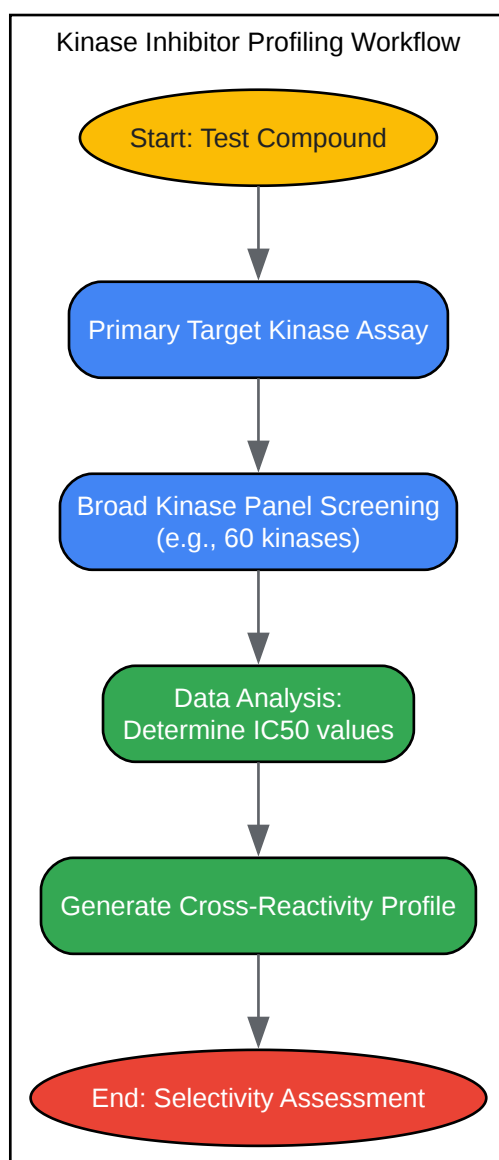 Kinase Inhibitor Profiling Workflow
Start: Test Compound
Primary Target Kinase Assay
Broad Kinase Panel Screening
(e.g., 60 kinases)
Data Analysis:
Determine IC50 values
Generate Cross-Reactivity Profile
End: Selectivity Assessment